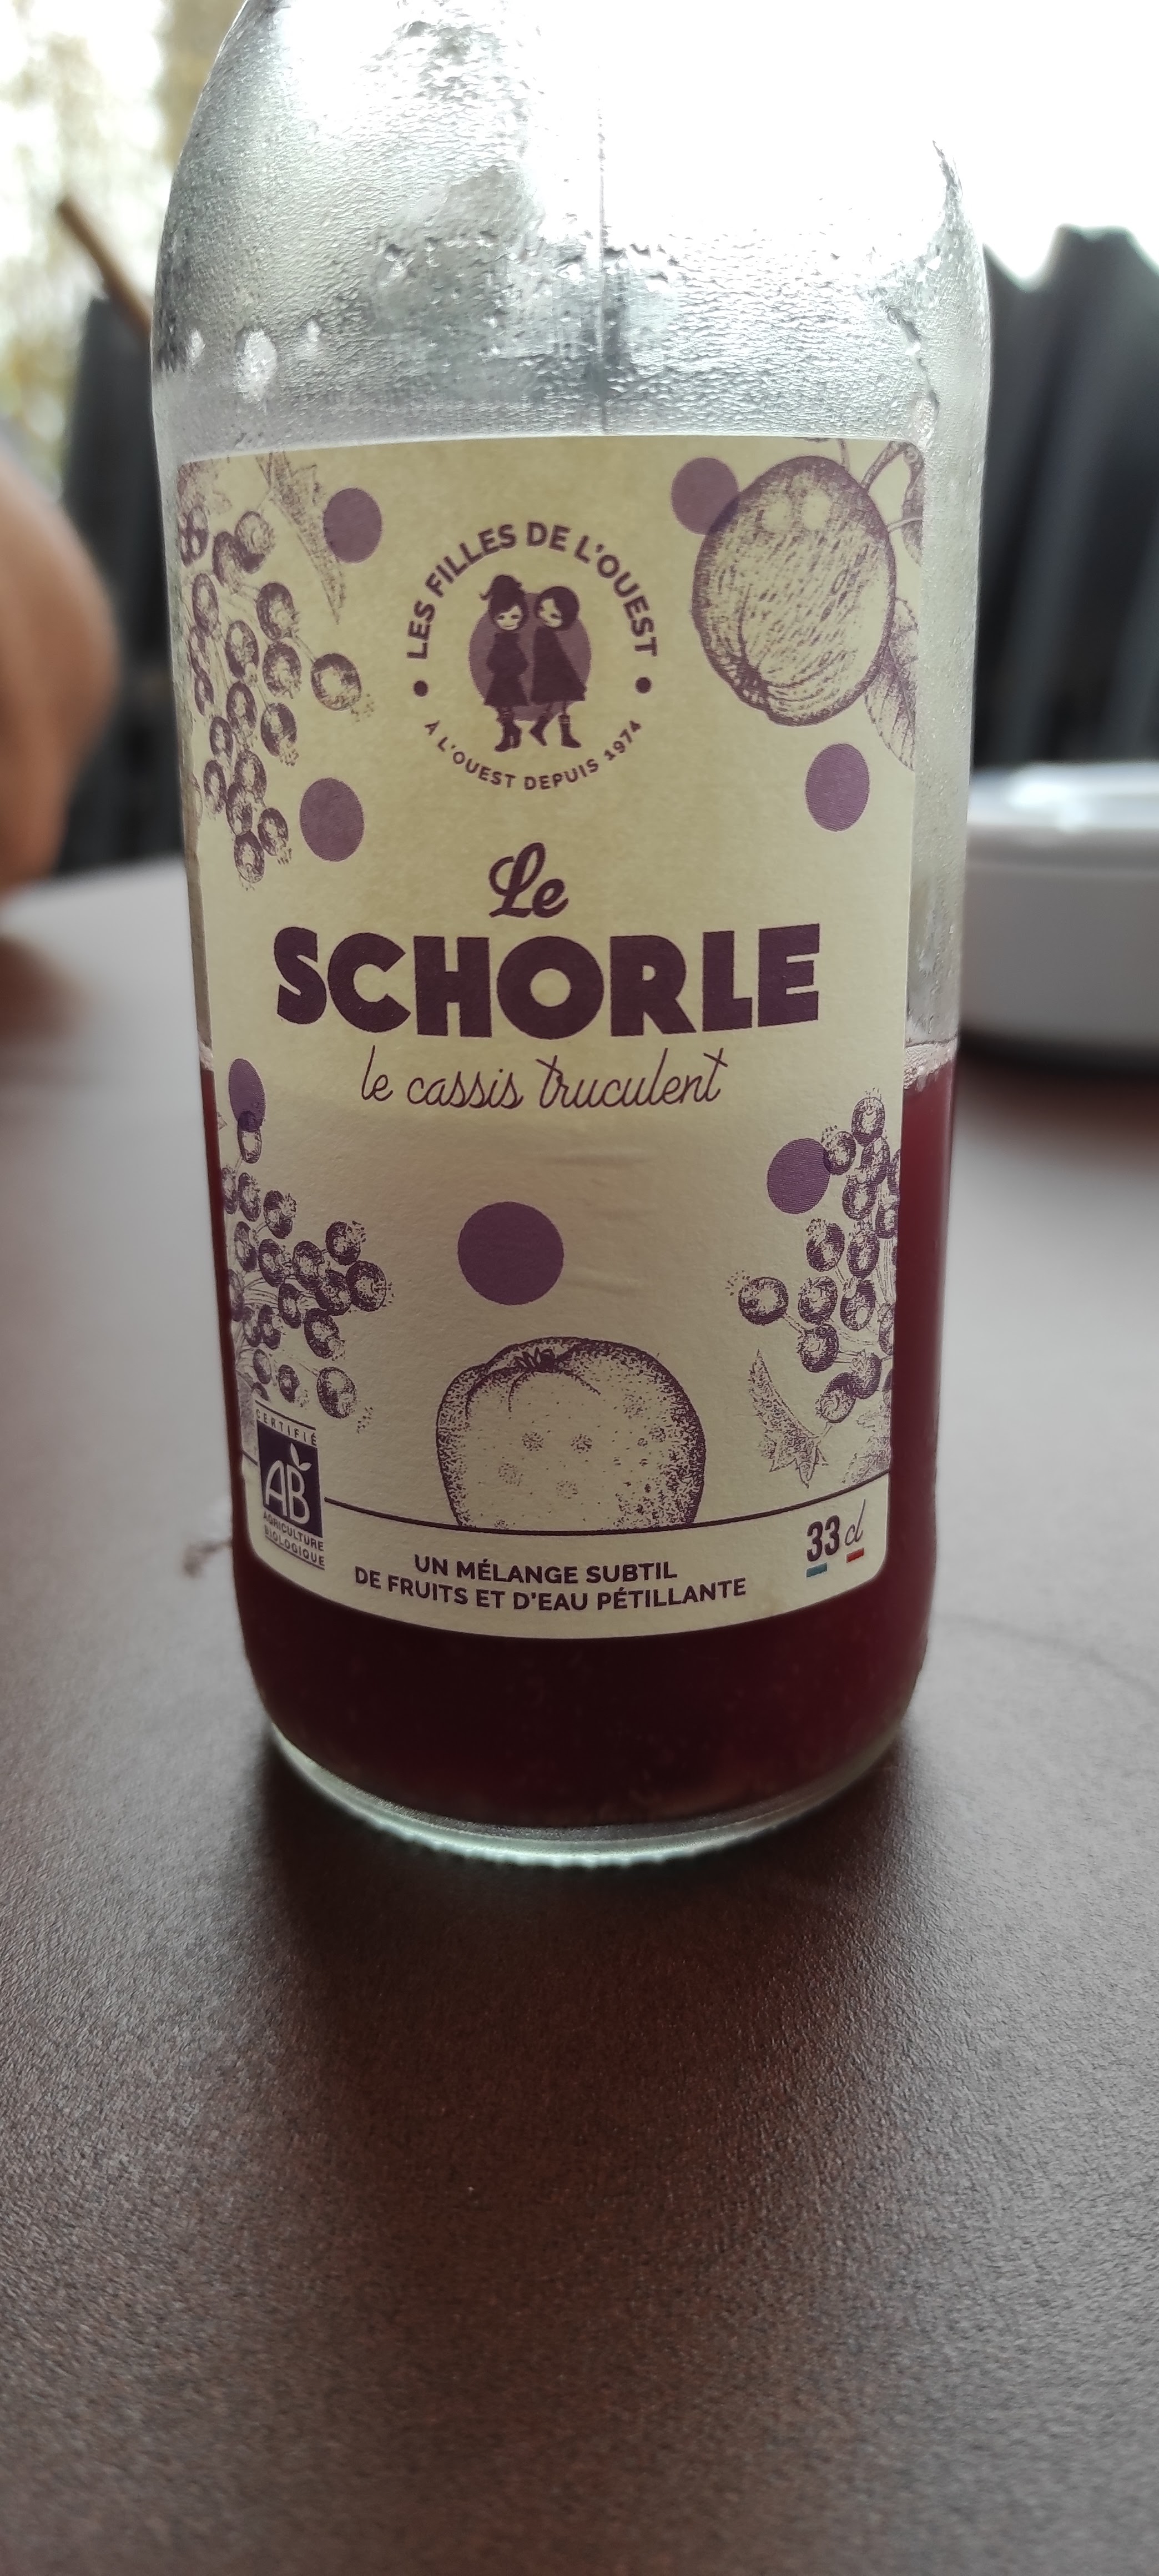 LES FILLES DE L'OUEST
À L'OUEST DEPUIS 1974
Le
SCHORLE
le cassis truculent
CERTIFIÉ
AB
AGRICULTURE
BIOLOGIQUE
UN MÉLANGE SUBTIL
DE FRUITS ET D'EAU PÉTILLANTE
33 cl